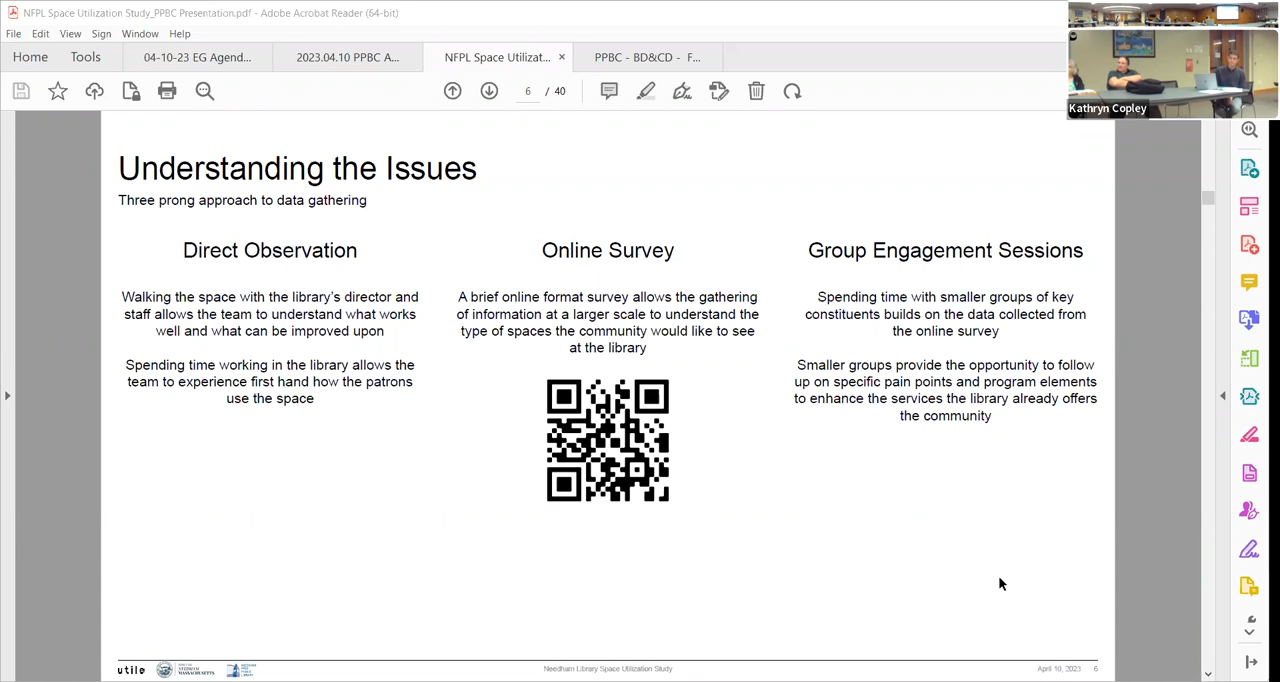 NFPL Space Utilization Study_PPBC Presentation.pdf - Adobe Acrobat Reader (64-bit)
File Edit View Sign Window Help
Home Tools 04-10-23 EG Agend... 2023.04.10 PPBC A... NFPL Space Utilizat... × PPBC - BD&CD - F...
6 / 40
Kathryn Copley
Understanding the Issues
Three prong approach to data gathering
Direct Observation
Walking the space with the library's director and
staff allows the team to understand what works
well and what can be improved upon
Spending time working in the library allows the
team to experience first hand how the patrons
use the space
Online Survey
A brief online format survey allows the gathering
of information at a larger scale to understand the
type of spaces the community would like to see
at the library
Group Engagement Sessions
Spending time with smaller groups of key
constituents builds on the data collected from
the online survey
Smaller groups provide the opportunity to follow
up on specific pain points and program elements
to enhance the services the library already offers
the community
utile
NEEDHAM
MASSACHUSETTS
Needham Library Space Utilization Study
April 10, 2023 6